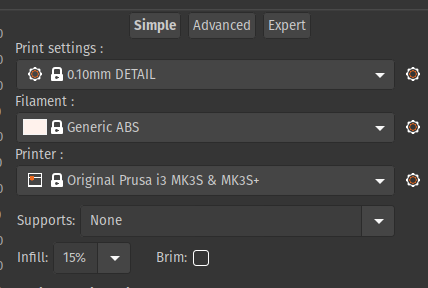 Simple Advanced Expert
Print settings :
0.10mm DETAIL
Filament :
Generic ABS
Printer :
Original Prusa i3 MK3S & MK3S+
Supports: None
Infill: 15% Brim: